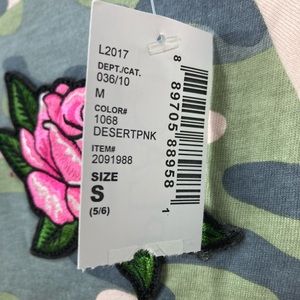 L2017
DEPT./CAT.
036/10
M
COLOR#
1068
DESERTPNK
ITEM#
2091988
SIZE
S
(5/6)
8 89705 88958 1